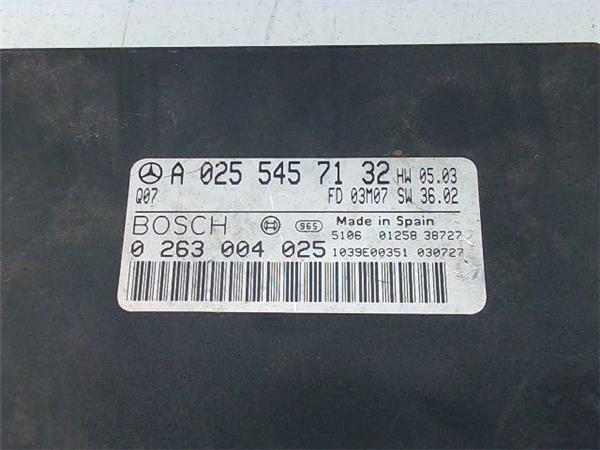 A 025 545 71 32 HW 05.03
Q07 FD 03M07 SW 36.02
BOSCH 965 Made in Spain
5106 01258 38727
0 263 004 025 1039E00351 030727